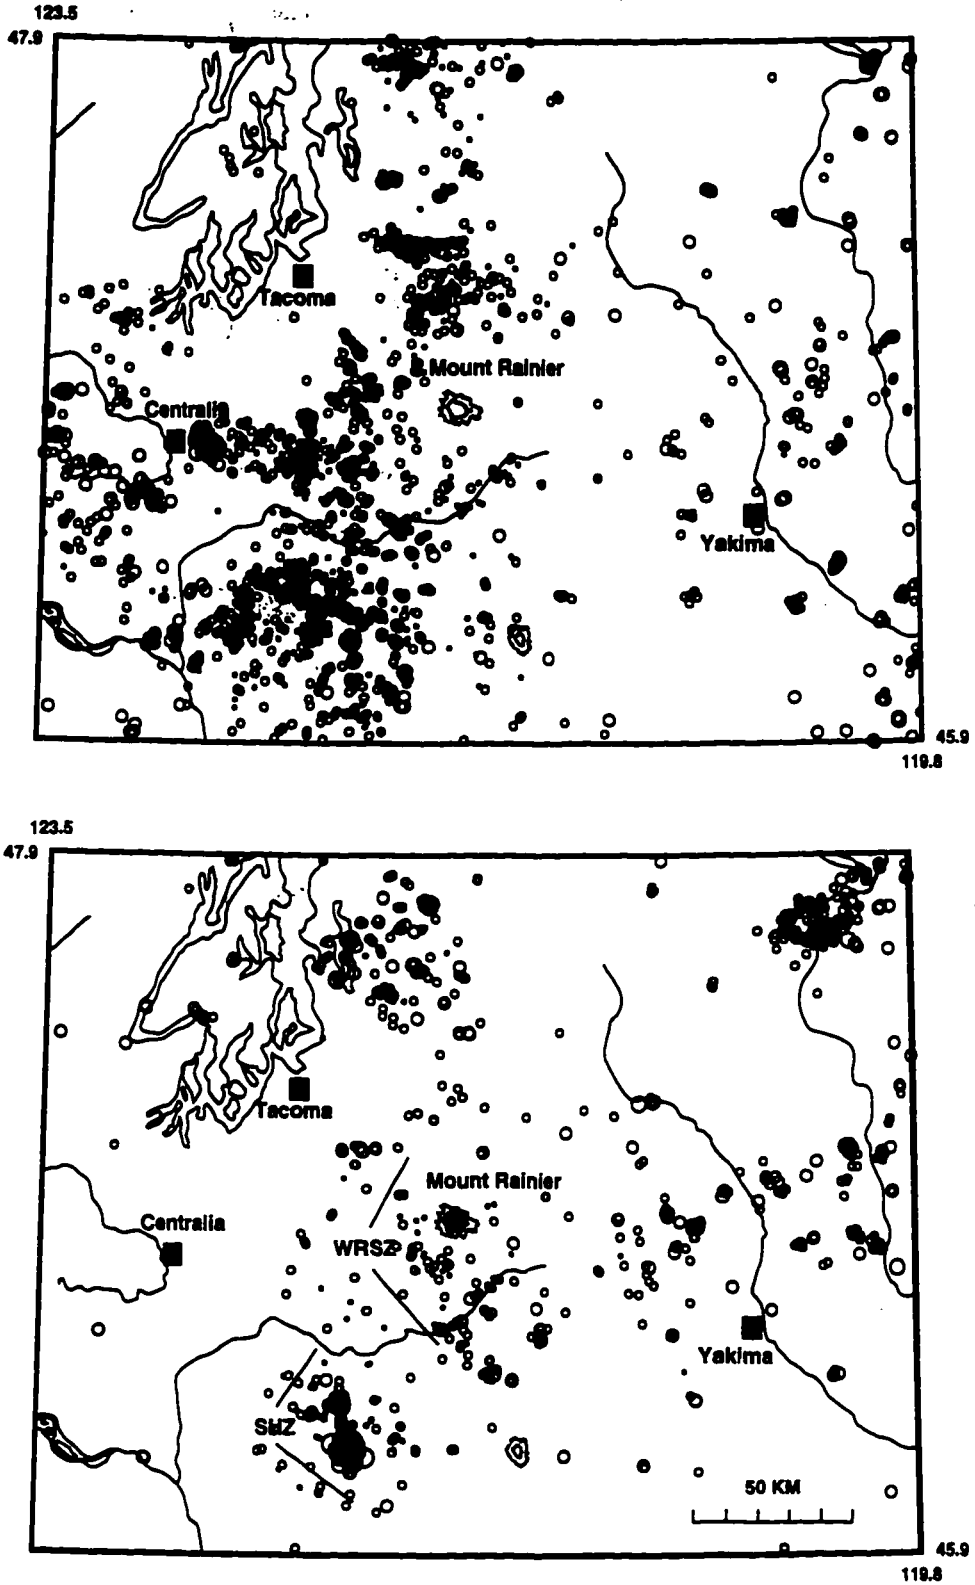 123.5
47.9
Tacoma
Mount Rainier
Centralia
Yakima
45.9
119.8
123.5
47.9
Tacoma
Mount Rainier
Centralia
WRSZ
Yakima
SHZ
50 KM
45.9
119.8